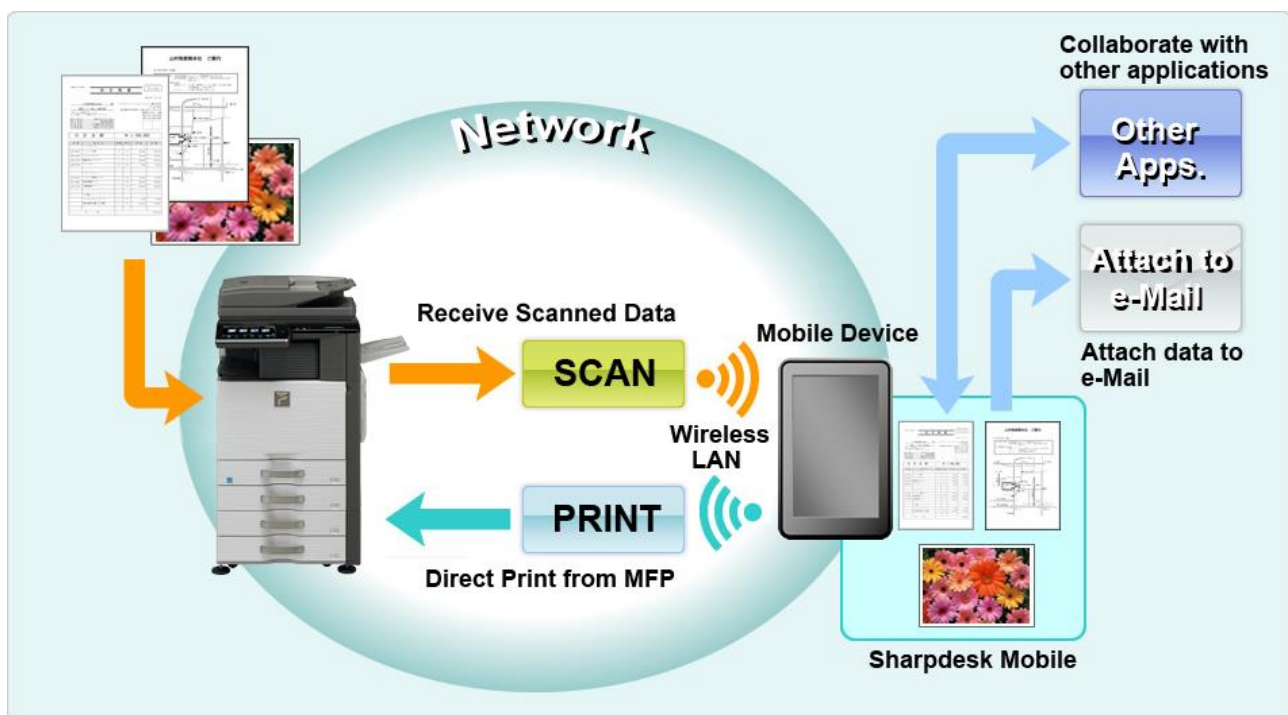 Collaborate with
other applications
Other
Apps.
Network
Attach to
e-Mail
Attach data to
e-Mail
Receive Scanned Data
SCAN
Mobile Device
Wireless
LAN
PRINT
Direct Print from MFP
Sharpdesk Mobile